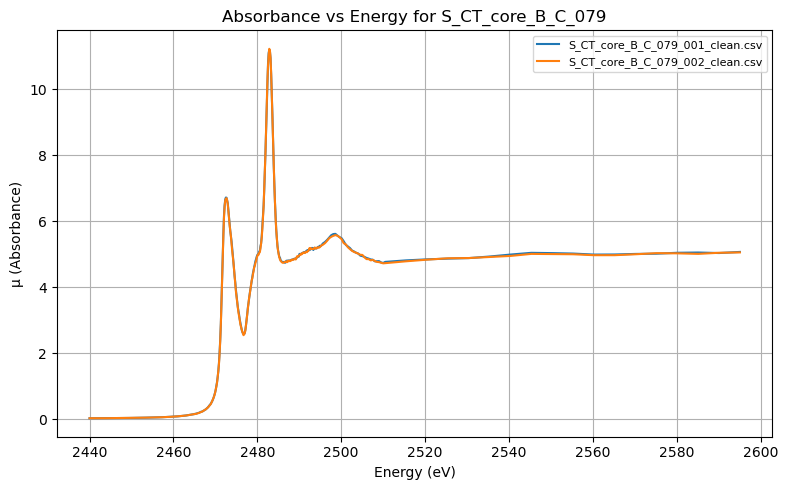 Absorbance vs Energy for S_CT_core_B_C_079
S_CT_core_B_C_079_001_clean.csv
S_CT_core_B_C_079_002_clean.csv
μ (Absorbance)
10
8
6
4
2
0
2440 2460 2480 2500 2520 2540 2560 2580 2600
Energy (eV)